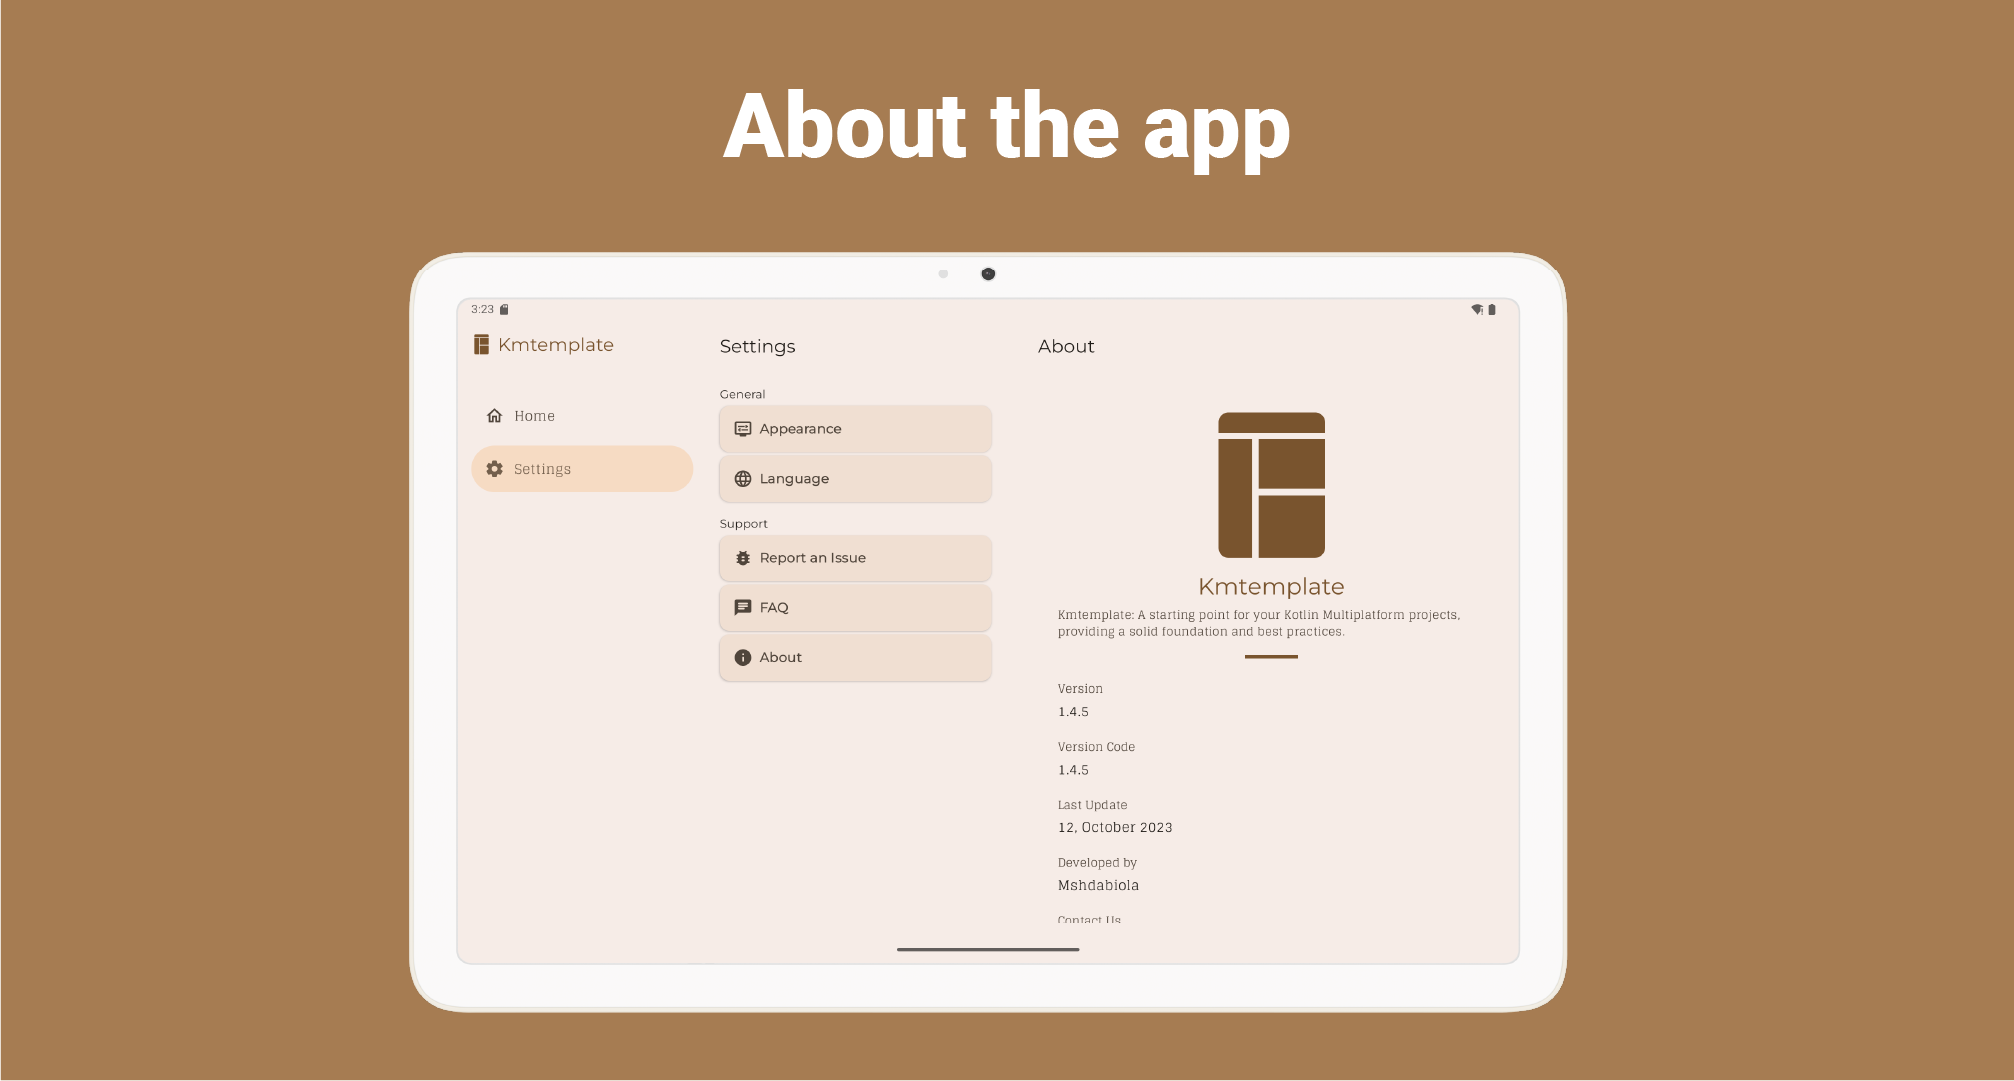 About the app
3:23
Kmtemplate
Home
Settings
Settings
General
Appearance
Language
Support
Report an Issue
FAQ
About
About
Kmtemplate
Kmtemplate: A starting point for your Kotlin Multiplatform projects,
providing a solid foundation and best practices.
Version
1.4.5
Version Code
1.4.5
Last Update
12, October 2023
Developed by
Mshdabiola
Contact Us